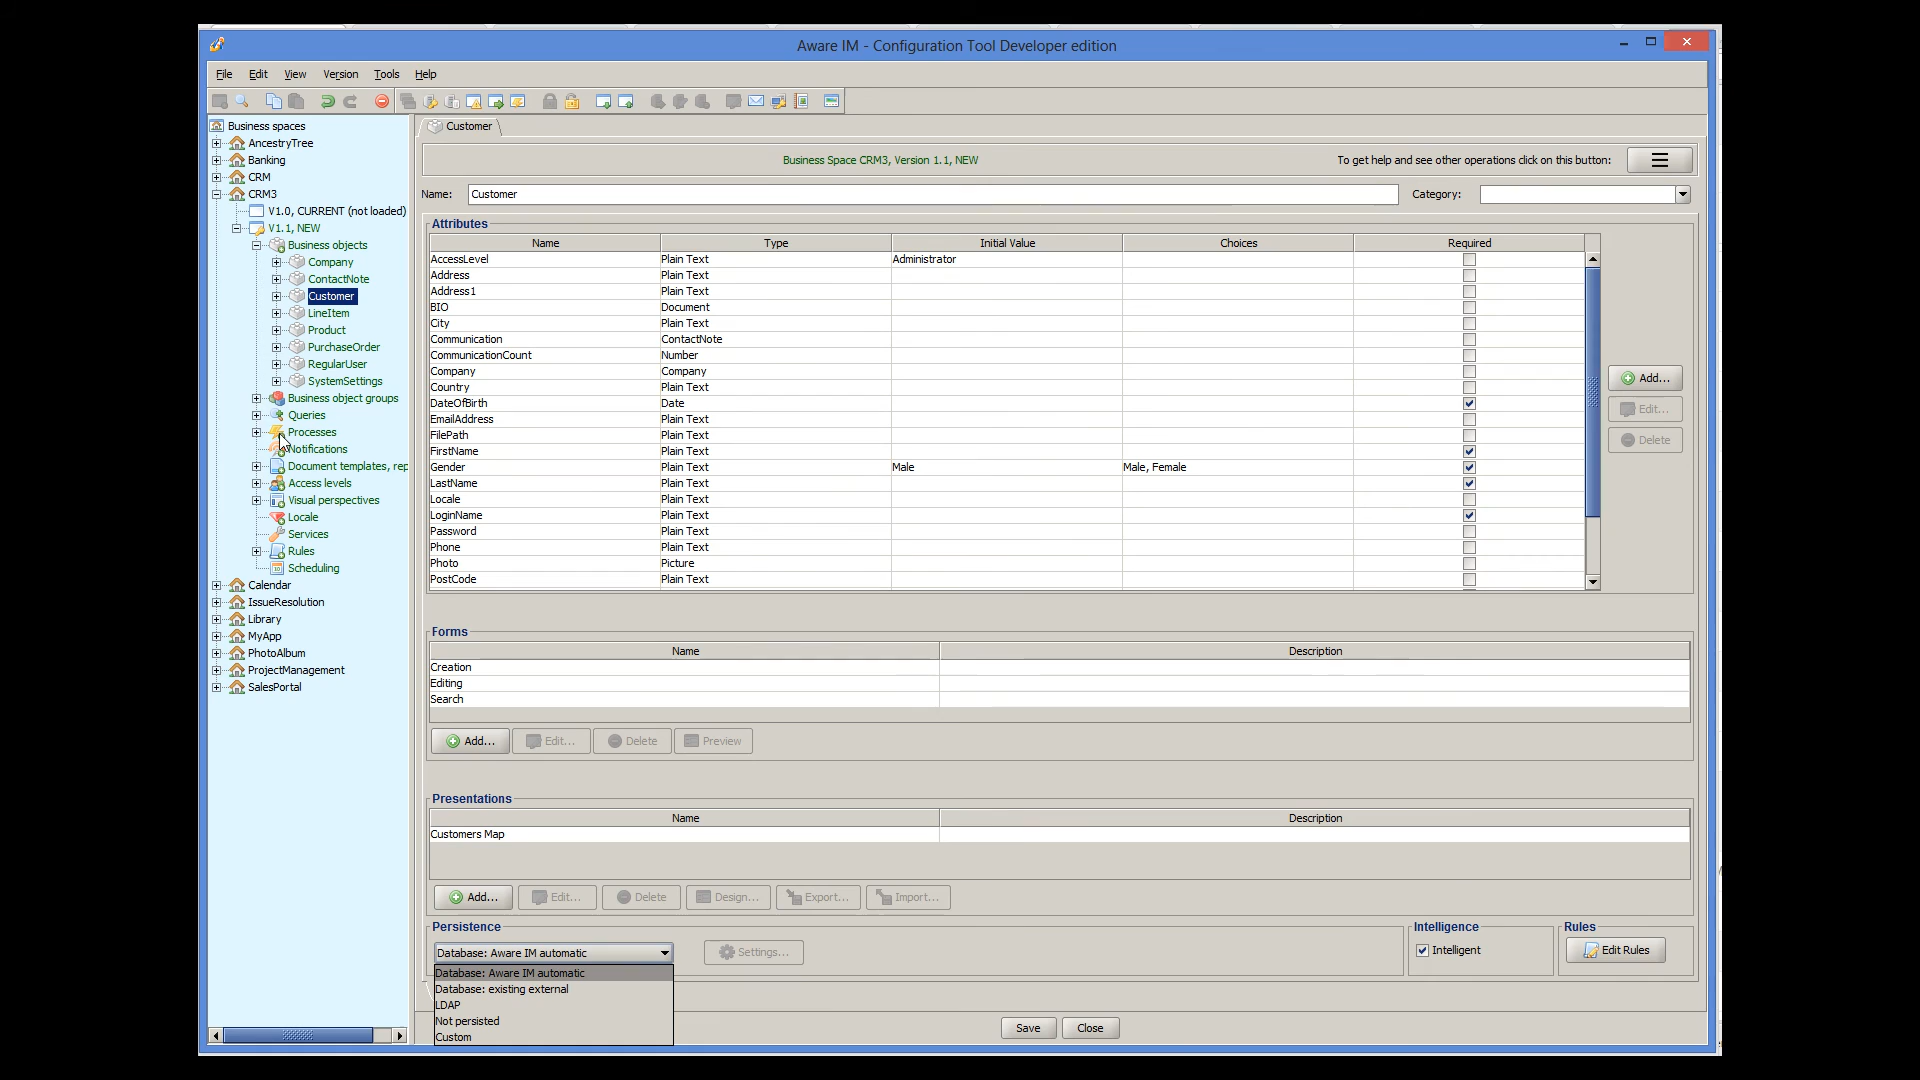 Aware IM - Configuration Tool Developer edition
File Edit View Version Tools Help
Business spaces
AncestryTree
Banking
CRM
CRM3
V1.0, CURRENT (not loaded)
V1.1, NEW
Business objects
Company
ContactNote
Customer
LineItem
Product
PurchaseOrder
RegularUser
SystemSettings
Business object groups
Queries
Processes
Notifications
Document templates, rep
Access levels
Visual perspectives
Locale
Services
Rules
Scheduling
Calendar
IssueResolution
Library
MyApp
PhotoAlbum
ProjectManagement
SalesPortal
Customer
Business Space CRM3, Version 1.1, NEW
To get help and see other operations click on this button:
Name: Customer
Category:
Attributes
Name Type Initial Value Choices Required
AccessLevel Plain Text Administrator
Address Plain Text
Address1 Plain Text
BIO Document
City Plain Text
Communication ContactNote
CommunicationCount Number
Company Company
Country Plain Text
DateOfBirth Date
EmailAddress Plain Text
FilePath Plain Text
FirstName Plain Text
Gender Plain Text Male Male, Female
LastName Plain Text
Locale Plain Text
LoginName Plain Text
Password Plain Text
Phone Plain Text
Photo Picture
PostCode Plain Text
Add...
Edit...
Delete
Forms
Name Description
Creation
Editing
Search
Add... Edit... Delete Preview
Presentations
Name Description
Customers Map
Add... Edit... Delete Design... Export... Import...
Persistence
Database: Aware IM automatic
Settings...
Database: Aware IM automatic
Database: existing external
LDAP
Not persisted
Custom
Intelligence
Intelligent
Rules
Edit Rules
Save Close